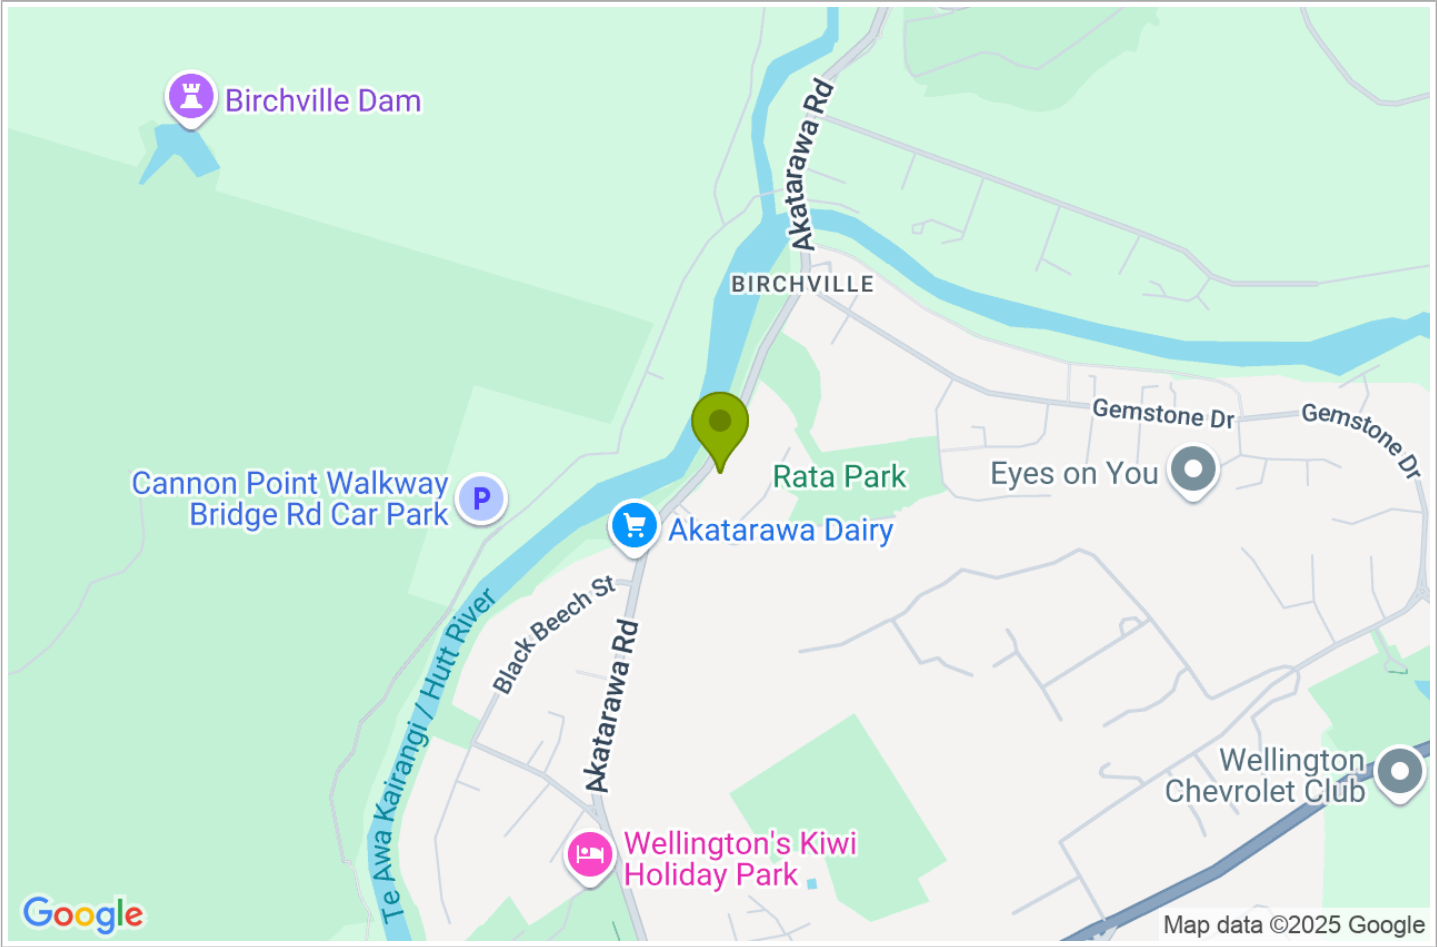 Birchville Dam
Akatarawa Rd
Akatarawa Rd
BIRCHVILLE
Gemstone Dr
Gemstone Dr
Cannon Point Walkway
Bridge Rd Car Park
P
Rata Park
Eyes on You
Akatarawa Dairy
Black Beech St
Te Awa Kairangi / Hutt River
Wellington
Chevrolet Club
Wellington's Kiwi
Holiday Park
Google
Map data ©2025 Google